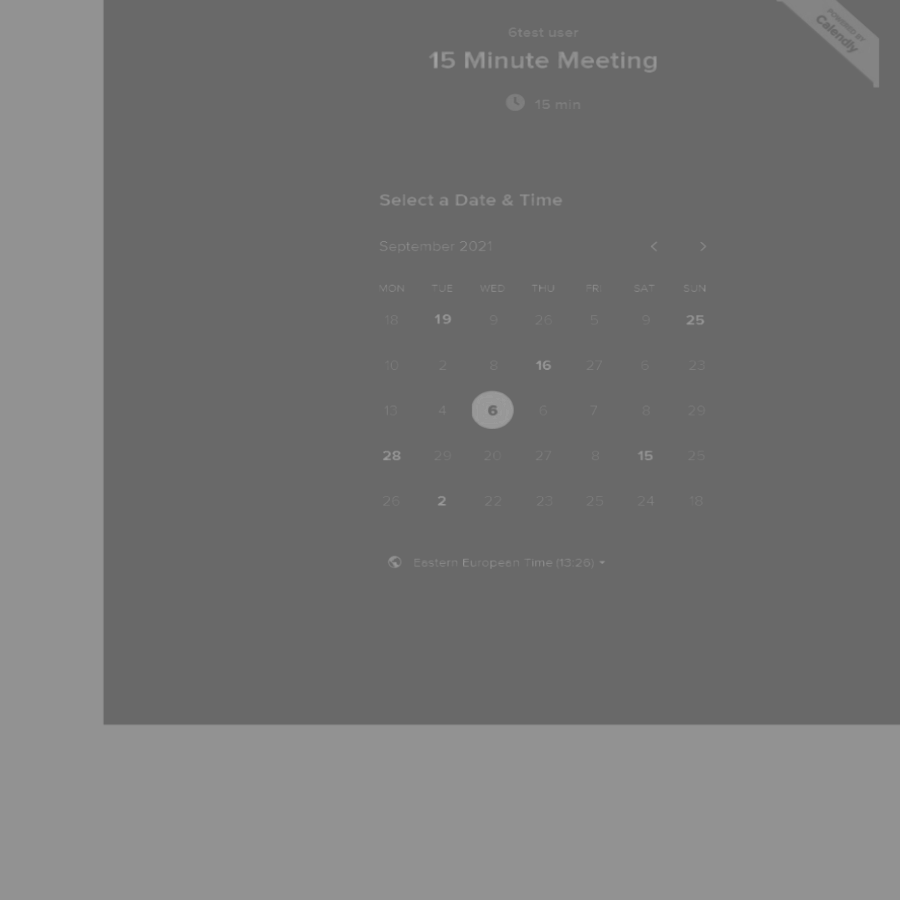 POWERED BY
Calendly
6test user
15 Minute Meeting
15 min
Select a Date & Time
September 2021
MON TUE WED THU FRI SAT SUN
18 19 9 26 5 9 25
10 2 8 16 27 6 23
13 4 6 6 7 8 29
28 29 20 27 8 15 25
26 2 22 23 25 24 18
Eastern European Time (13:26)